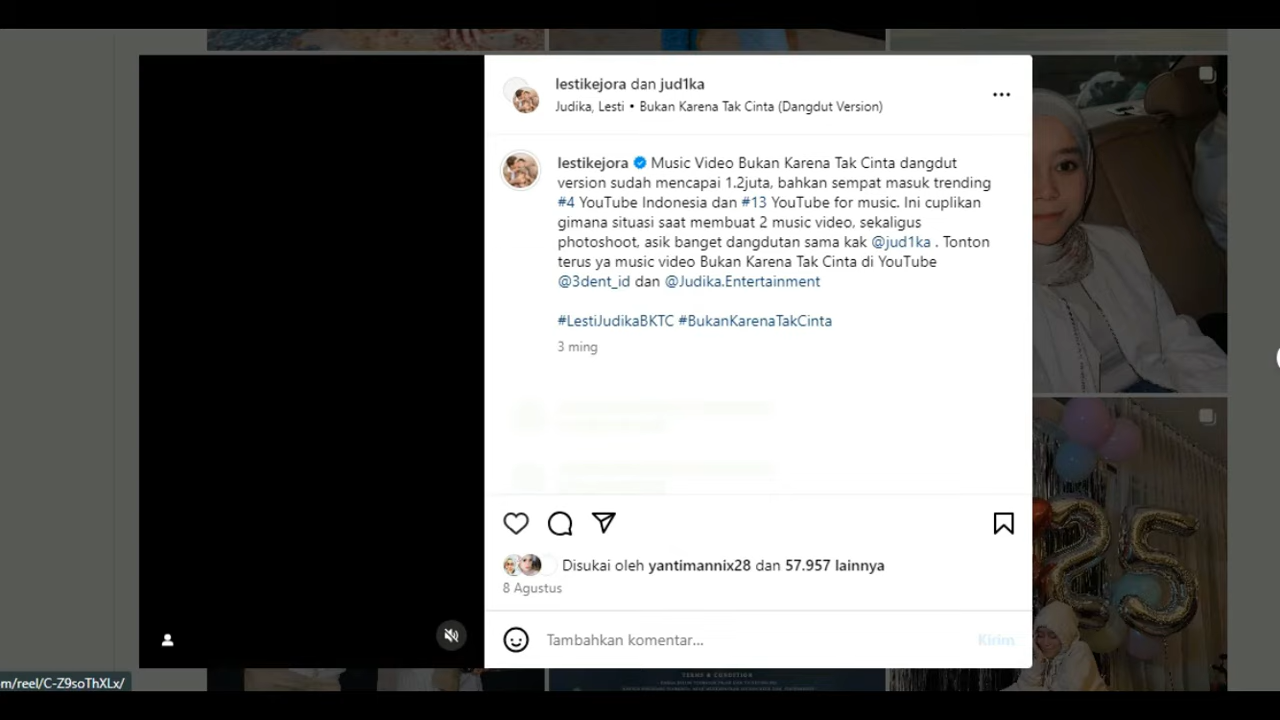 lestikejora dan jud1ka
Judika, Lesti • Bukan Karena Tak Cinta (Dangdut Version)
lestikejora Music Video Bukan Karena Tak Cinta dangdut
version sudah mencapai 1.2juta, bahkan sempat masuk trending
#4 YouTube Indonesia dan #13 YouTube for music. Ini cuplikan
gimana situasi saat membuat 2 music video, sekaligus
photoshoot, asik banget dangdutan sama kak @jud1ka . Tonton
terus ya music video Bukan Karena Tak Cinta di YouTube
@3dent_id dan @Judika.Entertainment
#LestiJudikaBKTC #BukanKarenaTakCinta
3 ming
Disukai oleh yantimannix28 dan 57.957 lainnya
8 Agustus
Tambahkan komentar...
Kirim
25
m/reel/C-Z9soThXLx/
TERMS & CONDITION